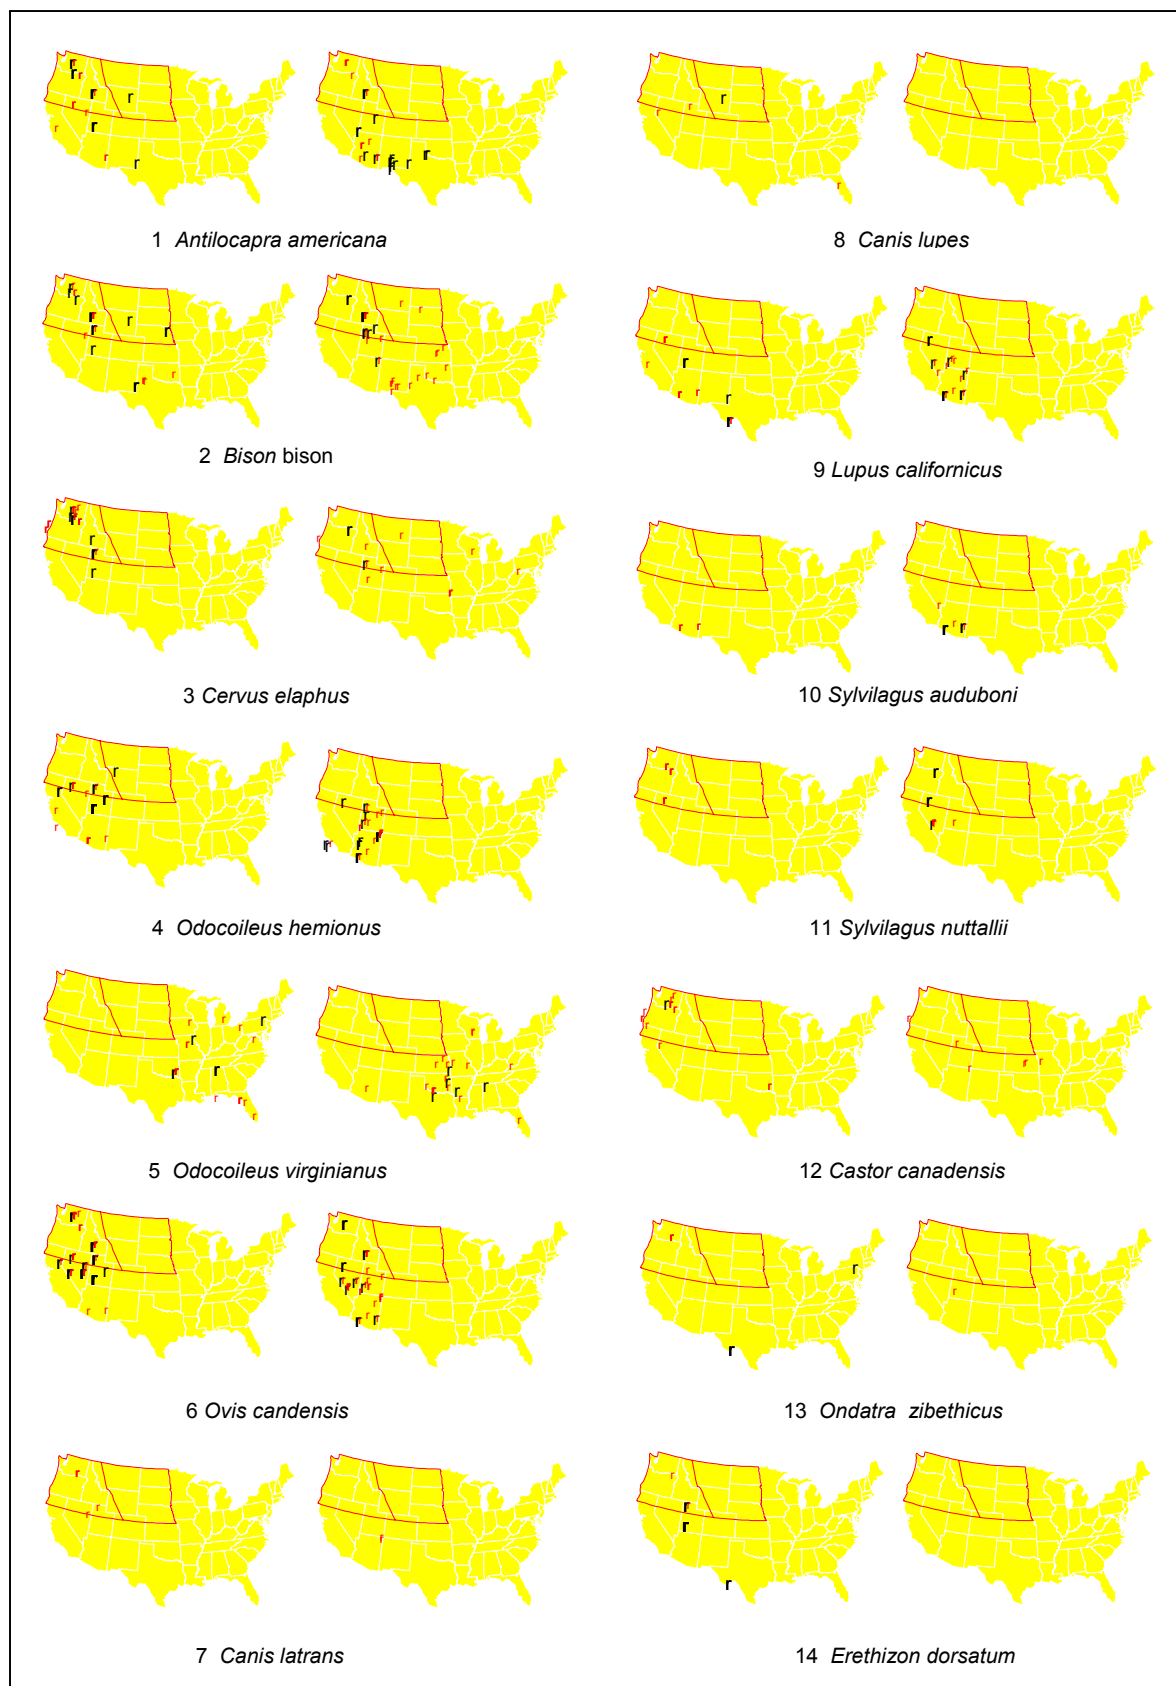 1 Antilocapra americana
8 Canis lupes
2 Bison bison
9 Lupus californicus
3 Cervus elaphus
10 Sylvilagus auduboni
4 Odocoileus hemionus
11 Sylvilagus nuttallii
5 Odocoileus virginianus
12 Castor canadensis
6 Ovis candensis
13 Ondatra zibethicus
7 Canis latrans
14 Erethizon dorsatum